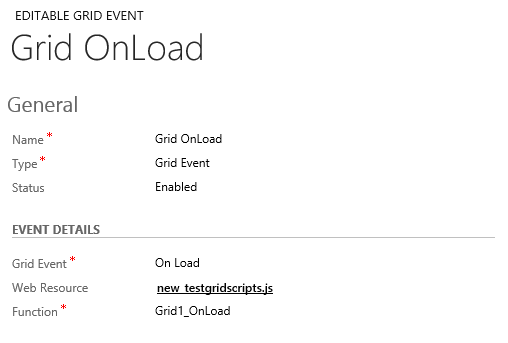 EDITABLE GRID EVENT
Grid OnLoad
General
Name * Grid OnLoad
Type * Grid Event
Status Enabled
EVENT DETAILS
Grid Event * On Load
Web Resource new_testgridscripts.js
Function * Grid1_OnLoad